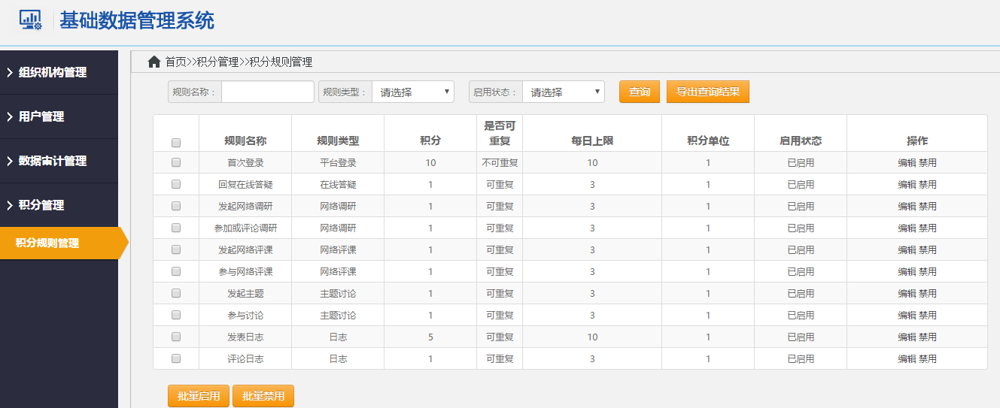 基础数据管理系统
组织机构管理
用户管理
数据审计管理
积分管理
积分规则管理
首页>>积分管理>>积分规则管理
规则名称： 规则类型： 请选择 启用状态： 请选择 查询 导出查询结果
规则名称 规则类型 积分 是否可重复 每日上限 积分单位 启用状态 操作
首次登录 平台登录 10 不可重复 10 1 已启用 编辑 禁用
回复在线答疑 在线答疑 1 可重复 3 1 已启用 编辑 禁用
发起网络调研 网络调研 1 可重复 3 1 已启用 编辑 禁用
参加或评论调研 网络调研 1 可重复 3 1 已启用 编辑 禁用
发起网络评课 网络评课 1 可重复 3 1 已启用 编辑 禁用
参与网络评课 网络评课 1 可重复 3 1 已启用 编辑 禁用
发起主题 主题讨论 1 可重复 3 1 已启用 编辑 禁用
参与讨论 主题讨论 1 可重复 3 1 已启用 编辑 禁用
发表日志 日志 5 可重复 10 1 已启用 编辑 禁用
评论日志 日志 1 可重复 3 1 已启用 编辑 禁用
批量启用 批量禁用